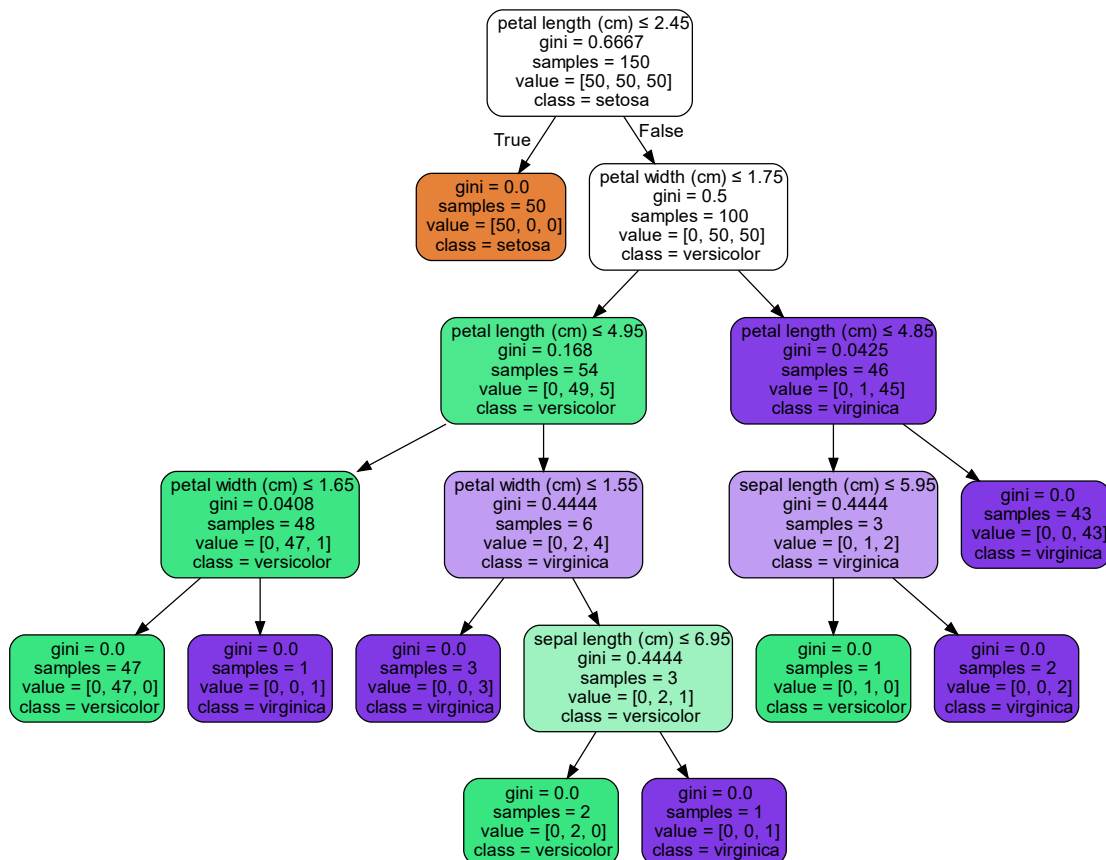 petal length (cm) ≤ 2.45
gini = 0.6667
samples = 150
value = [50, 50, 50]
class = setosa
True
False
gini = 0.0
samples = 50
value = [50, 0, 0]
class = setosa
petal width (cm) ≤ 1.75
gini = 0.5
samples = 100
value = [0, 50, 50]
class = versicolor
petal length (cm) ≤ 4.95
gini = 0.168
samples = 54
value = [0, 49, 5]
class = versicolor
petal length (cm) ≤ 4.85
gini = 0.0425
samples = 46
value = [0, 1, 45]
class = virginica
petal width (cm) ≤ 1.65
gini = 0.0408
samples = 48
value = [0, 47, 1]
class = versicolor
petal width (cm) ≤ 1.55
gini = 0.4444
samples = 6
value = [0, 2, 4]
class = virginica
sepal length (cm) ≤ 5.95
gini = 0.4444
samples = 3
value = [0, 1, 2]
class = virginica
gini = 0.0
samples = 43
value = [0, 0, 43]
class = virginica
gini = 0.0
samples = 47
value = [0, 47, 0]
class = versicolor
gini = 0.0
samples = 1
value = [0, 0, 1]
class = virginica
gini = 0.0
samples = 3
value = [0, 0, 3]
class = virginica
sepal length (cm) ≤ 6.95
gini = 0.4444
samples = 3
value = [0, 2, 1]
class = versicolor
gini = 0.0
samples = 1
value = [0, 1, 0]
class = versicolor
gini = 0.0
samples = 2
value = [0, 0, 2]
class = virginica
gini = 0.0
samples = 2
value = [0, 2, 0]
class = versicolor
gini = 0.0
samples = 1
value = [0, 0, 1]
class = virginica